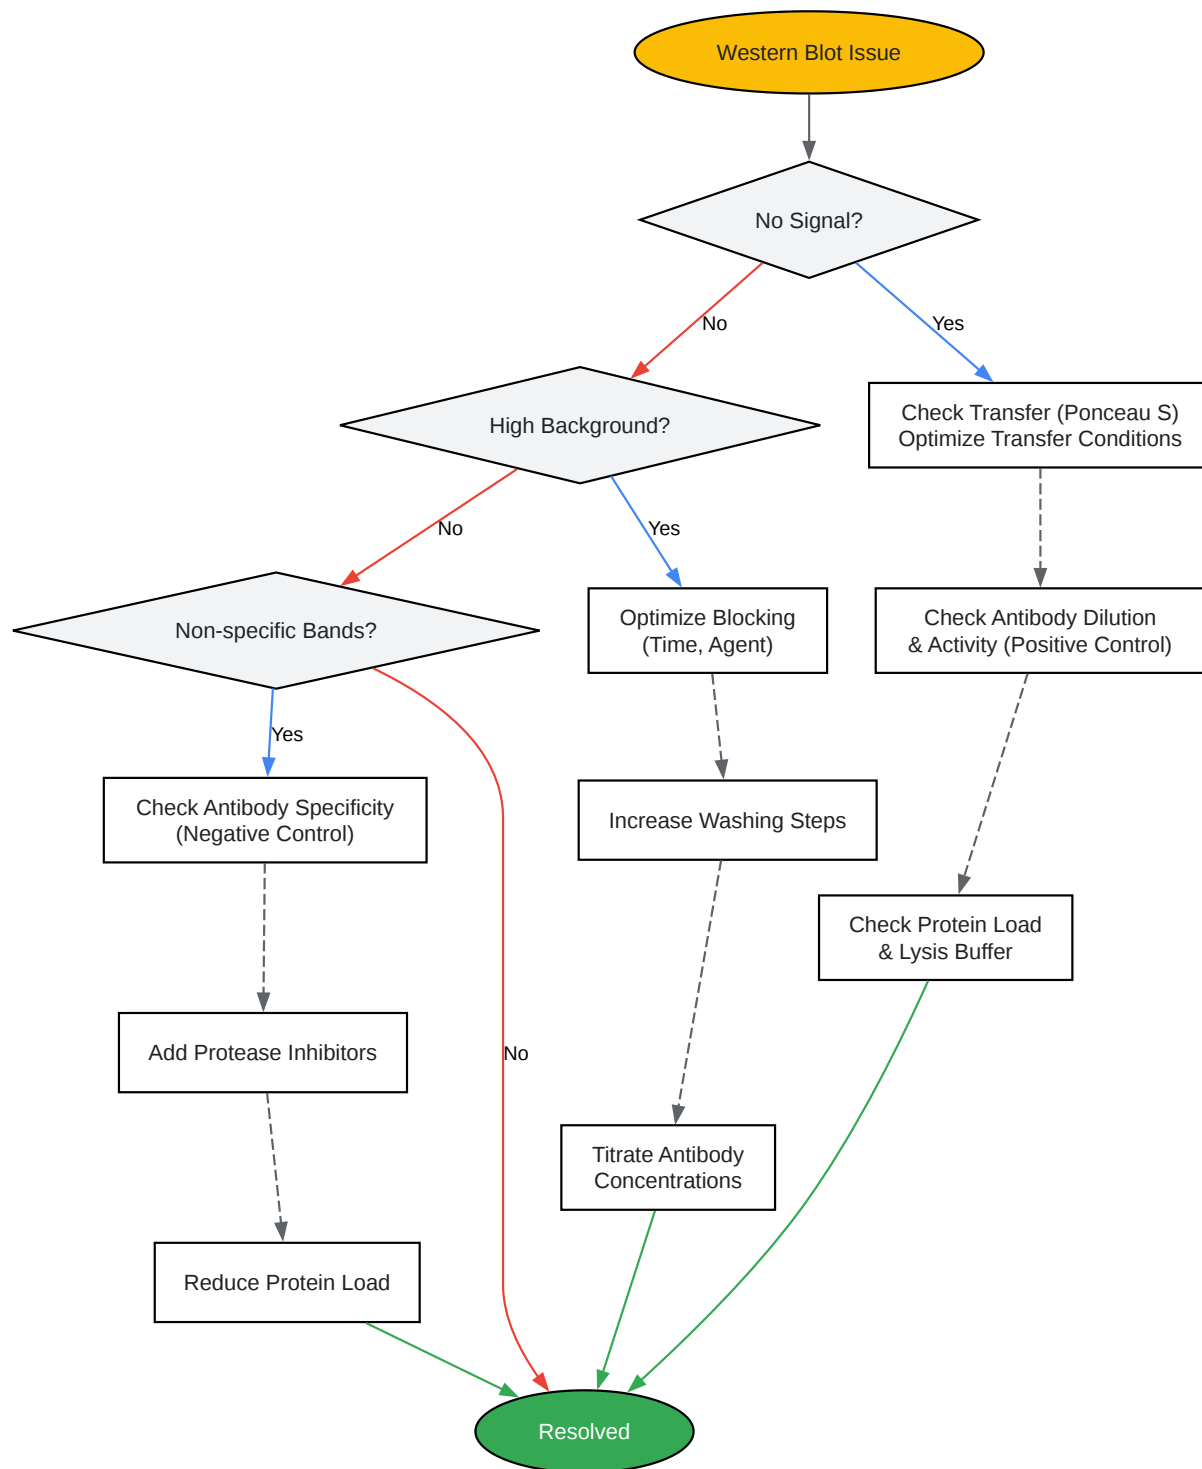 Western Blot Issue
No Signal?
No
Yes
High Background?
Check Transfer (Ponceau S)
Optimize Transfer Conditions
No
Yes
Non-specific Bands?
Optimize Blocking
(Time, Agent)
Check Antibody Dilution
& Activity (Positive Control)
Yes
Check Antibody Specificity
(Negative Control)
Increase Washing Steps
Check Protein Load
& Lysis Buffer
Add Protease Inhibitors
No
Titrate Antibody
Concentrations
Reduce Protein Load
Resolved